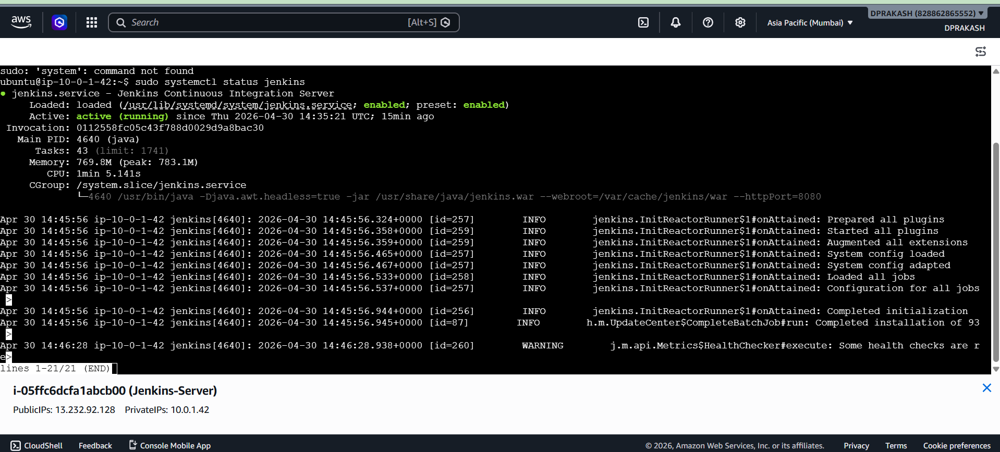 aws
Search [Alt+S]
Asia Pacific (Mumbai) ▼
DPRAKASH (828862865552) ▼
DPRAKASH
sudo: 'system': command not found
ubuntu@ip-10-0-1-42:~$ sudo systemctl status jenkins
● jenkins.service - Jenkins Continuous Integration Server
Loaded: loaded (/usr/lib/systemd/system/jenkins.service; enabled; preset: enabled)
Active: active (running) since Thu 2026-04-30 14:35:21 UTC; 15min ago
Invocation: 0112558fc05c43f788d0029d9a8bac30
Main PID: 4640 (java)
Tasks: 43 (limit: 1741)
Memory: 769.8M (peak: 783.1M)
CPU: 1min 5.141s
CGroup: /system.slice/jenkins.service
└─4640 /usr/bin/java -Djava.awt.headless=true -jar /usr/share/java/jenkins.war --webroot=/var/cache/jenkins/war --httpPort=8080
Apr 30 14:45:56 ip-10-0-1-42 jenkins[4640]: 2026-04-30 14:45:56.324+0000 [id=257] INFO jenkins.InitReactorRunner$1#onAttained: Prepared all plugins
Apr 30 14:45:56 ip-10-0-1-42 jenkins[4640]: 2026-04-30 14:45:56.358+0000 [id=259] INFO jenkins.InitReactorRunner$1#onAttained: Started all plugins
Apr 30 14:45:56 ip-10-0-1-42 jenkins[4640]: 2026-04-30 14:45:56.359+0000 [id=259] INFO jenkins.InitReactorRunner$1#onAttained: Augmented all extensions
Apr 30 14:45:56 ip-10-0-1-42 jenkins[4640]: 2026-04-30 14:45:56.465+0000 [id=257] INFO jenkins.InitReactorRunner$1#onAttained: System config loaded
Apr 30 14:45:56 ip-10-0-1-42 jenkins[4640]: 2026-04-30 14:45:56.467+0000 [id=257] INFO jenkins.InitReactorRunner$1#onAttained: System config adapted
Apr 30 14:45:56 ip-10-0-1-42 jenkins[4640]: 2026-04-30 14:45:56.533+0000 [id=258] INFO jenkins.InitReactorRunner$1#onAttained: Loaded all jobs
Apr 30 14:45:56 ip-10-0-1-42 jenkins[4640]: 2026-04-30 14:45:56.537+0000 [id=257] INFO jenkins.InitReactorRunner$1#onAttained: Configuration for all jobs
>
Apr 30 14:45:56 ip-10-0-1-42 jenkins[4640]: 2026-04-30 14:45:56.944+0000 [id=256] INFO jenkins.InitReactorRunner$1#onAttained: Completed initialization
Apr 30 14:45:56 ip-10-0-1-42 jenkins[4640]: 2026-04-30 14:45:56.945+0000 [id=87] INFO h.m.UpdateCenter$CompleteBatchJob#run: Completed installation of 93
>
Apr 30 14:46:28 ip-10-0-1-42 jenkins[4640]: 2026-04-30 14:46:28.938+0000 [id=260] WARNING j.m.api.Metrics$HealthChecker#execute: Some health checks are r
e>
lines 1-21/21 (END)
i-05ffc6dcfa1abcb00 (Jenkins-Server)
PublicIPs: 13.232.92.128 PrivateIPs: 10.0.1.42
CloudShell Feedback Console Mobile App © 2026, Amazon Web Services, Inc. or its affiliates. Privacy Terms Cookie preferences